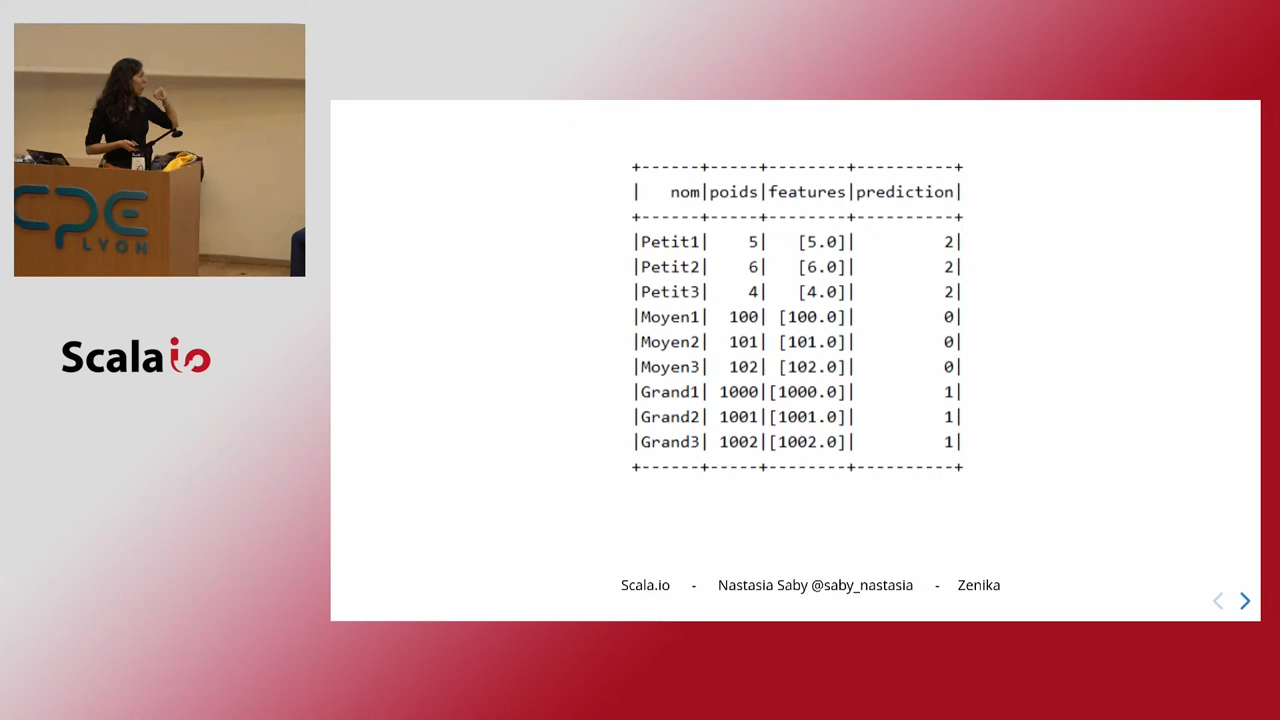 CPE
LYON
Scala io
+------+-----+--------+----------+
|   nom|poids|features|prediction|
+------+-----+--------+----------+
|Petit1|    5|   [5.0]|         2|
|Petit2|    6|   [6.0]|         2|
|Petit3|    4|   [4.0]|         2|
|Moyen1|  100| [100.0]|         0|
|Moyen2|  101| [101.0]|         0|
|Moyen3|  102| [102.0]|         0|
|Grand1| 1000|[1000.0]|         1|
|Grand2| 1001|[1001.0]|         1|
|Grand3| 1002|[1002.0]|         1|
+------+-----+--------+----------+
Scala.io - Nastasia Saby @saby_nastasia - Zenika